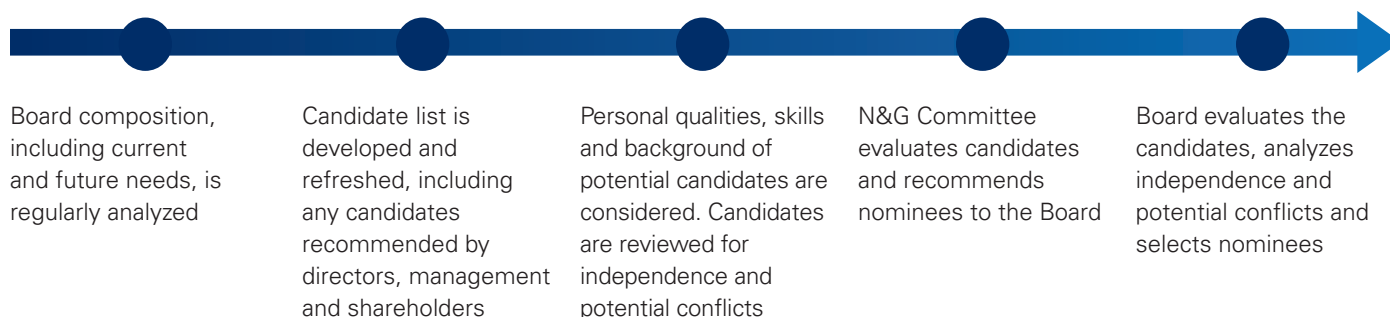 Board composition,
including current
and future needs, is
regularly analyzed
Candidate list is
developed and
refreshed, including
any candidates
recommended by
directors, management
and shareholders
Personal qualities, skills
and background of
potential candidates are
considered. Candidates
are reviewed for
independence and
potential conflicts
N&G Committee
evaluates candidates
and recommends
nominees to the Board
Board evaluates the
candidates, analyzes
independence and
potential conflicts and
selects nominees